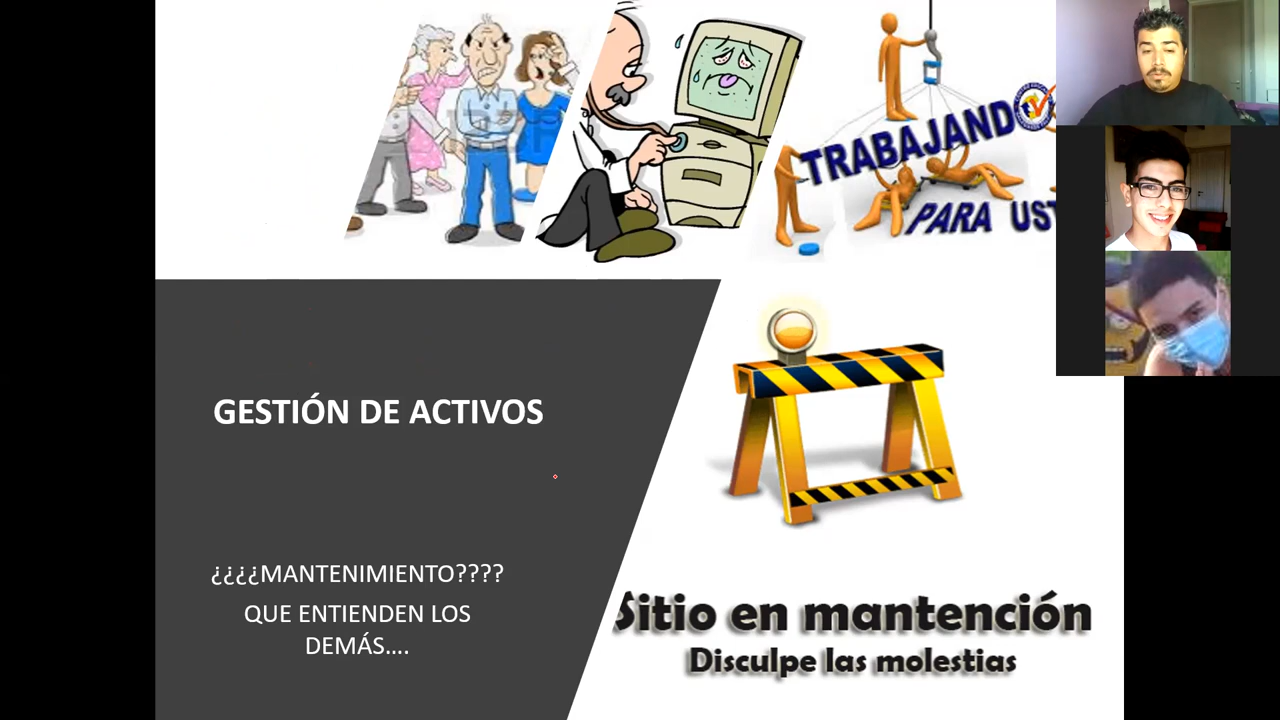 TRABAJANDO
PARA UST
GESTIÓN DE ACTIVOS
¿¿¿¿MANTENIMIENTO????
QUE ENTIENDEN LOS
DEMÁS....
Sitio en mantención
Disculpe las molestias